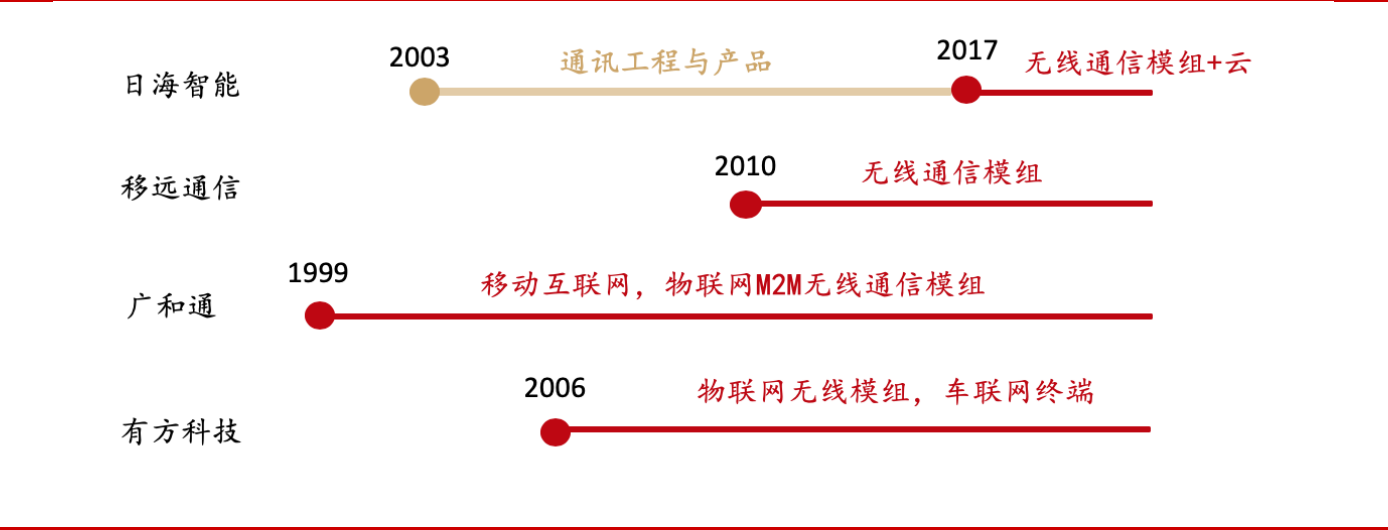 日海智能
2003
通讯工程与产品
2017
无线通信模组+云
移远通信
2010
无线通信模组
广和通
1999
移动互联网，物联网M2M无线通信模组
有方科技
2006
物联网无线模组，车联网终端